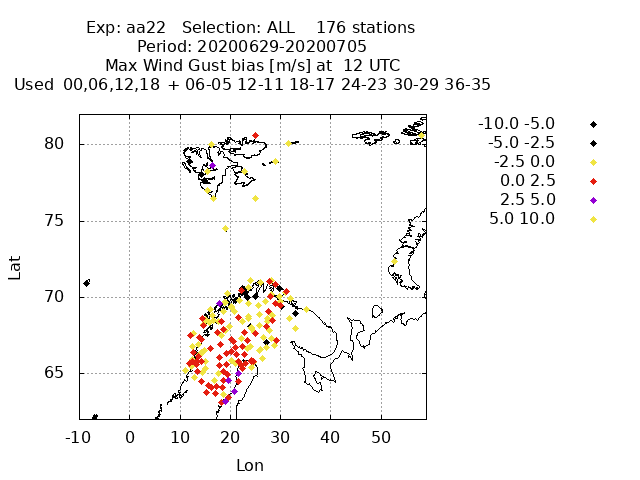 Exp: aa22   Selection: ALL    176 stations
Period: 20200629-20200705
Max Wind Gust bias [m/s] at  12 UTC
Used  00,06,12,18  + 06-05 12-11 18-17 24-23 30-29 36-35
-10.0 -5.0
-5.0 -2.5
-2.5 0.0
0.0 2.5
2.5 5.0
5.0 10.0
80
75
70
65
Lat
-10 0 10 20 30 40 50
Lon